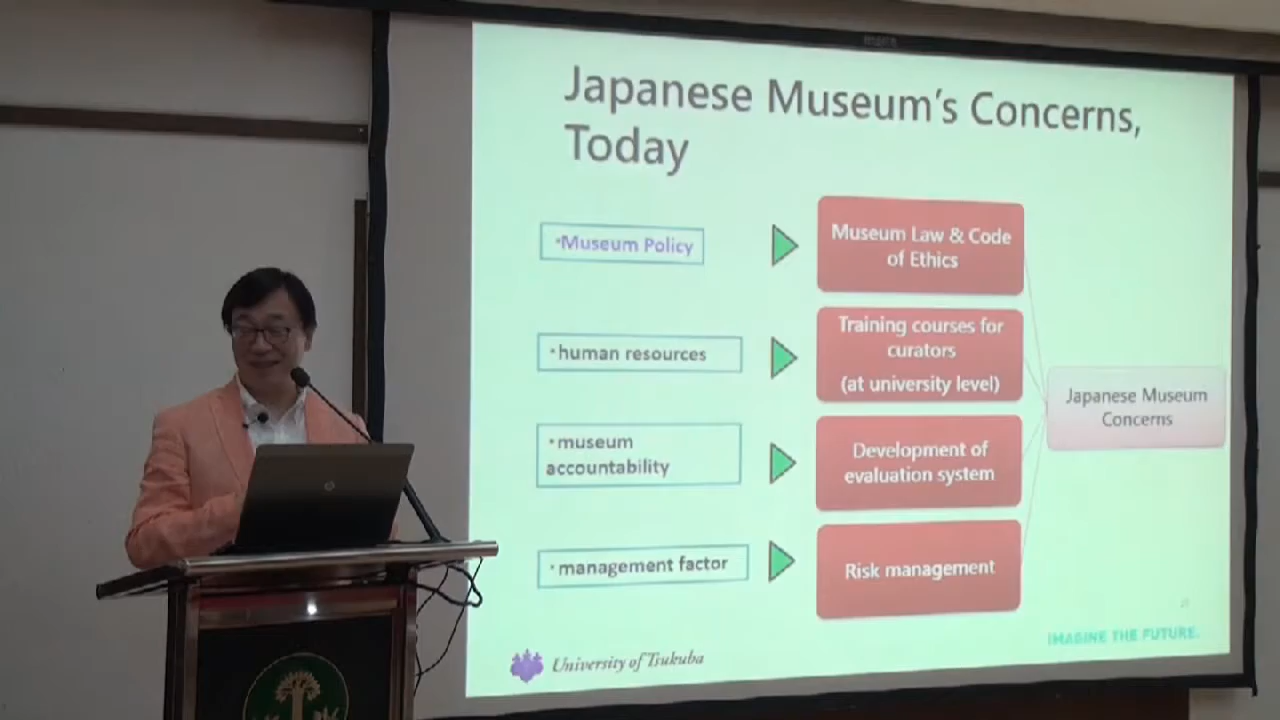 Japanese Museum's Concerns,
Today
・Museum Policy
Museum Law & Code
of Ethics
・human resources
Training courses for
curators
(at university level)
・museum
accountability
Development of
evaluation system
・management factor
Risk management
Japanese Museum
Concerns
University of Tsukuba
IMAGINE THE FUTURE.
hp